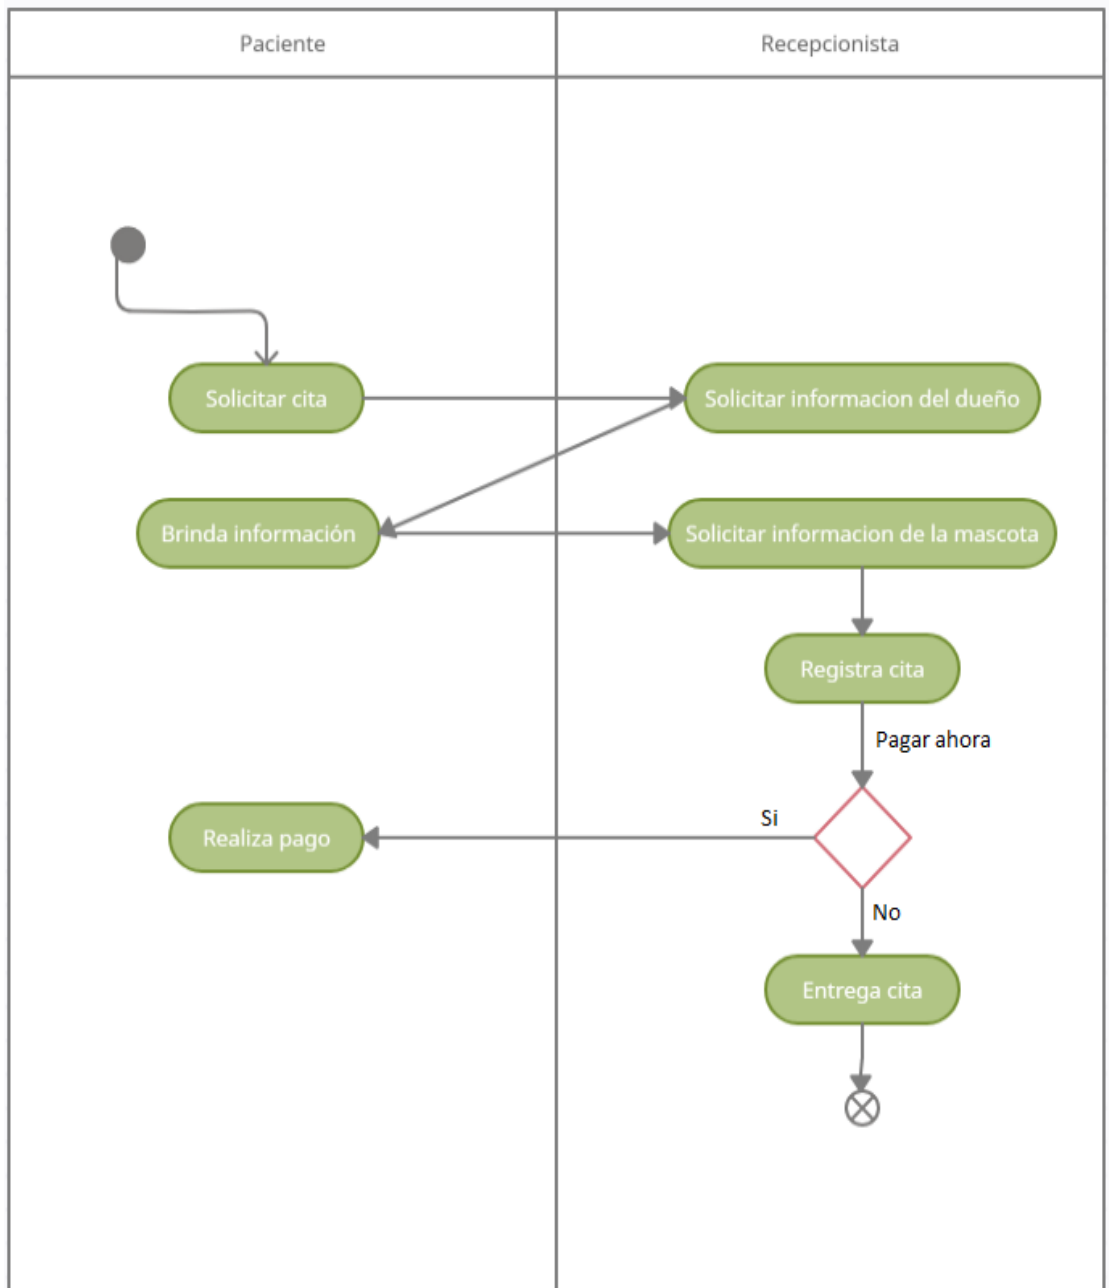 Paciente
Recepcionista
Solicitar cita
Solicitar informacion del dueño
Brinda información
Solicitar informacion de la mascota
Registra cita
Pagar ahora
Si
Realiza pago
No
Entrega cita